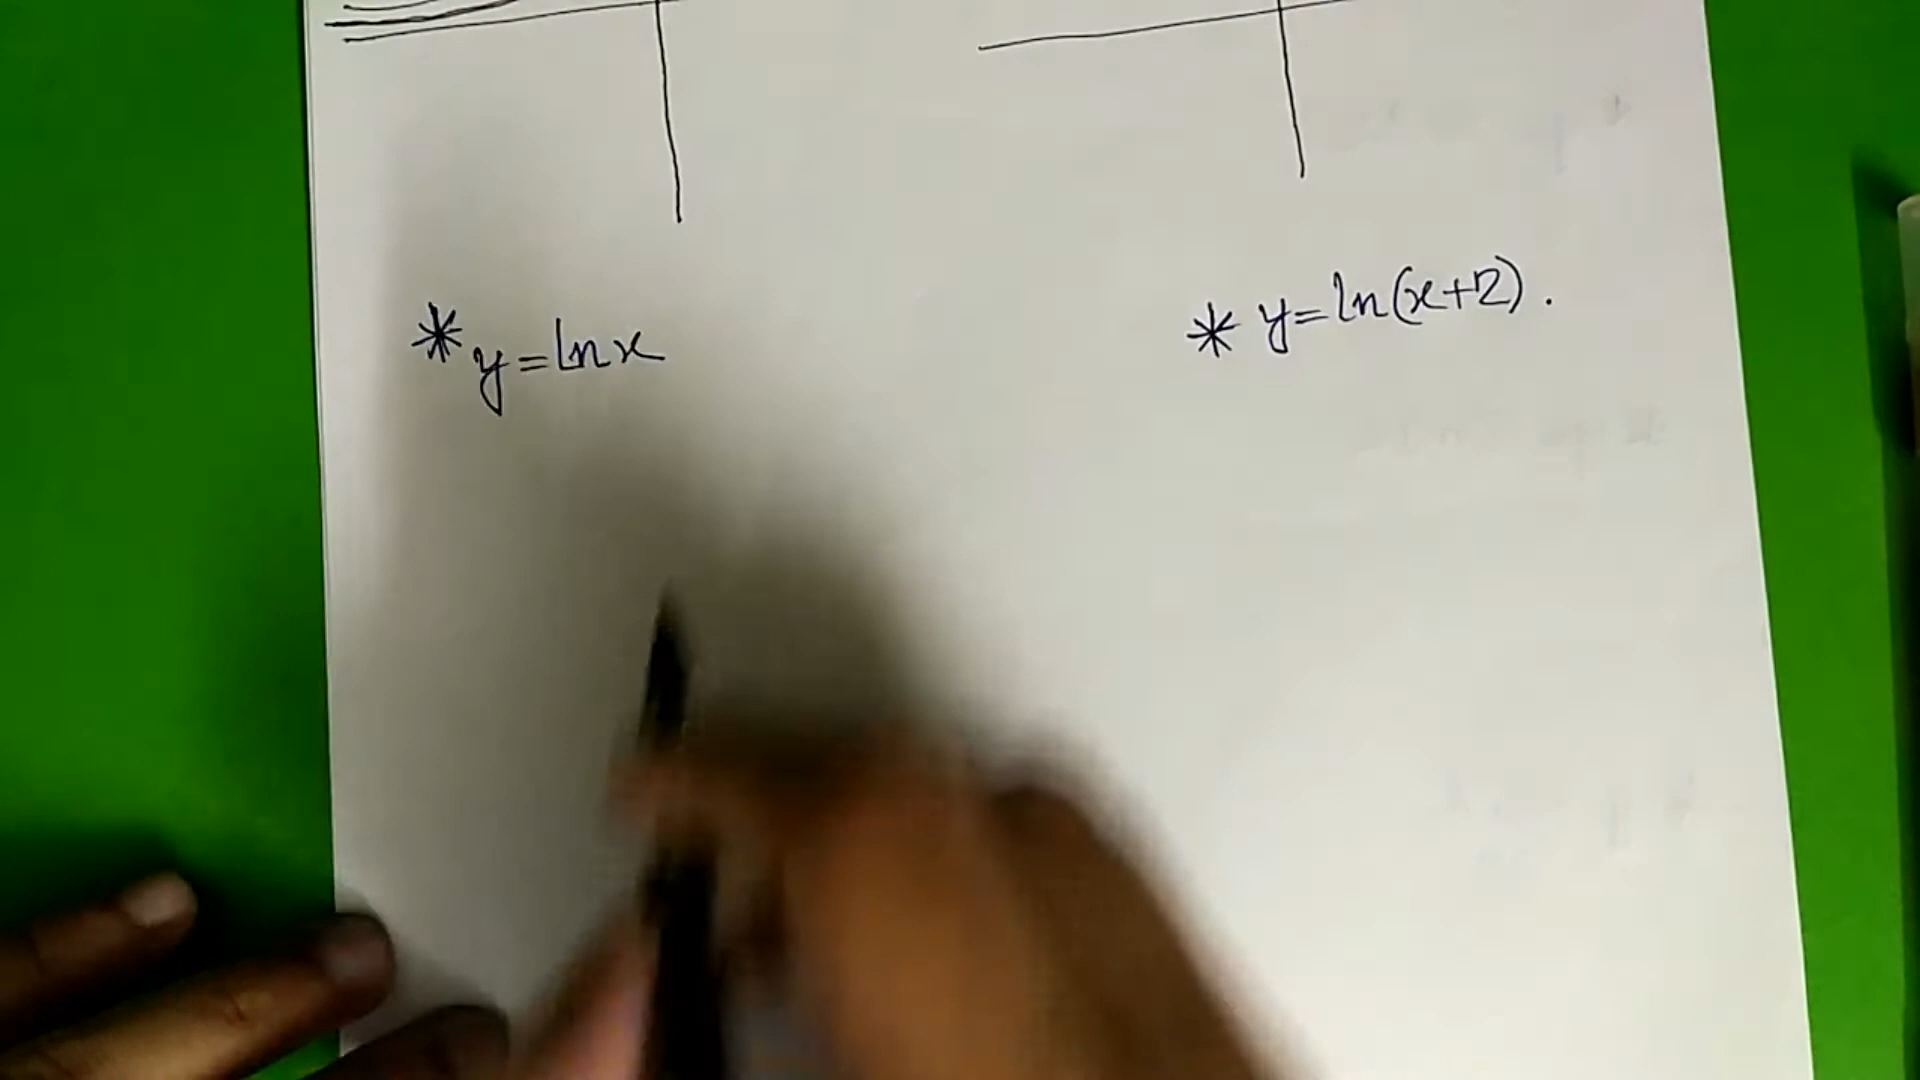 * y = ln x
* y = ln(x+2).